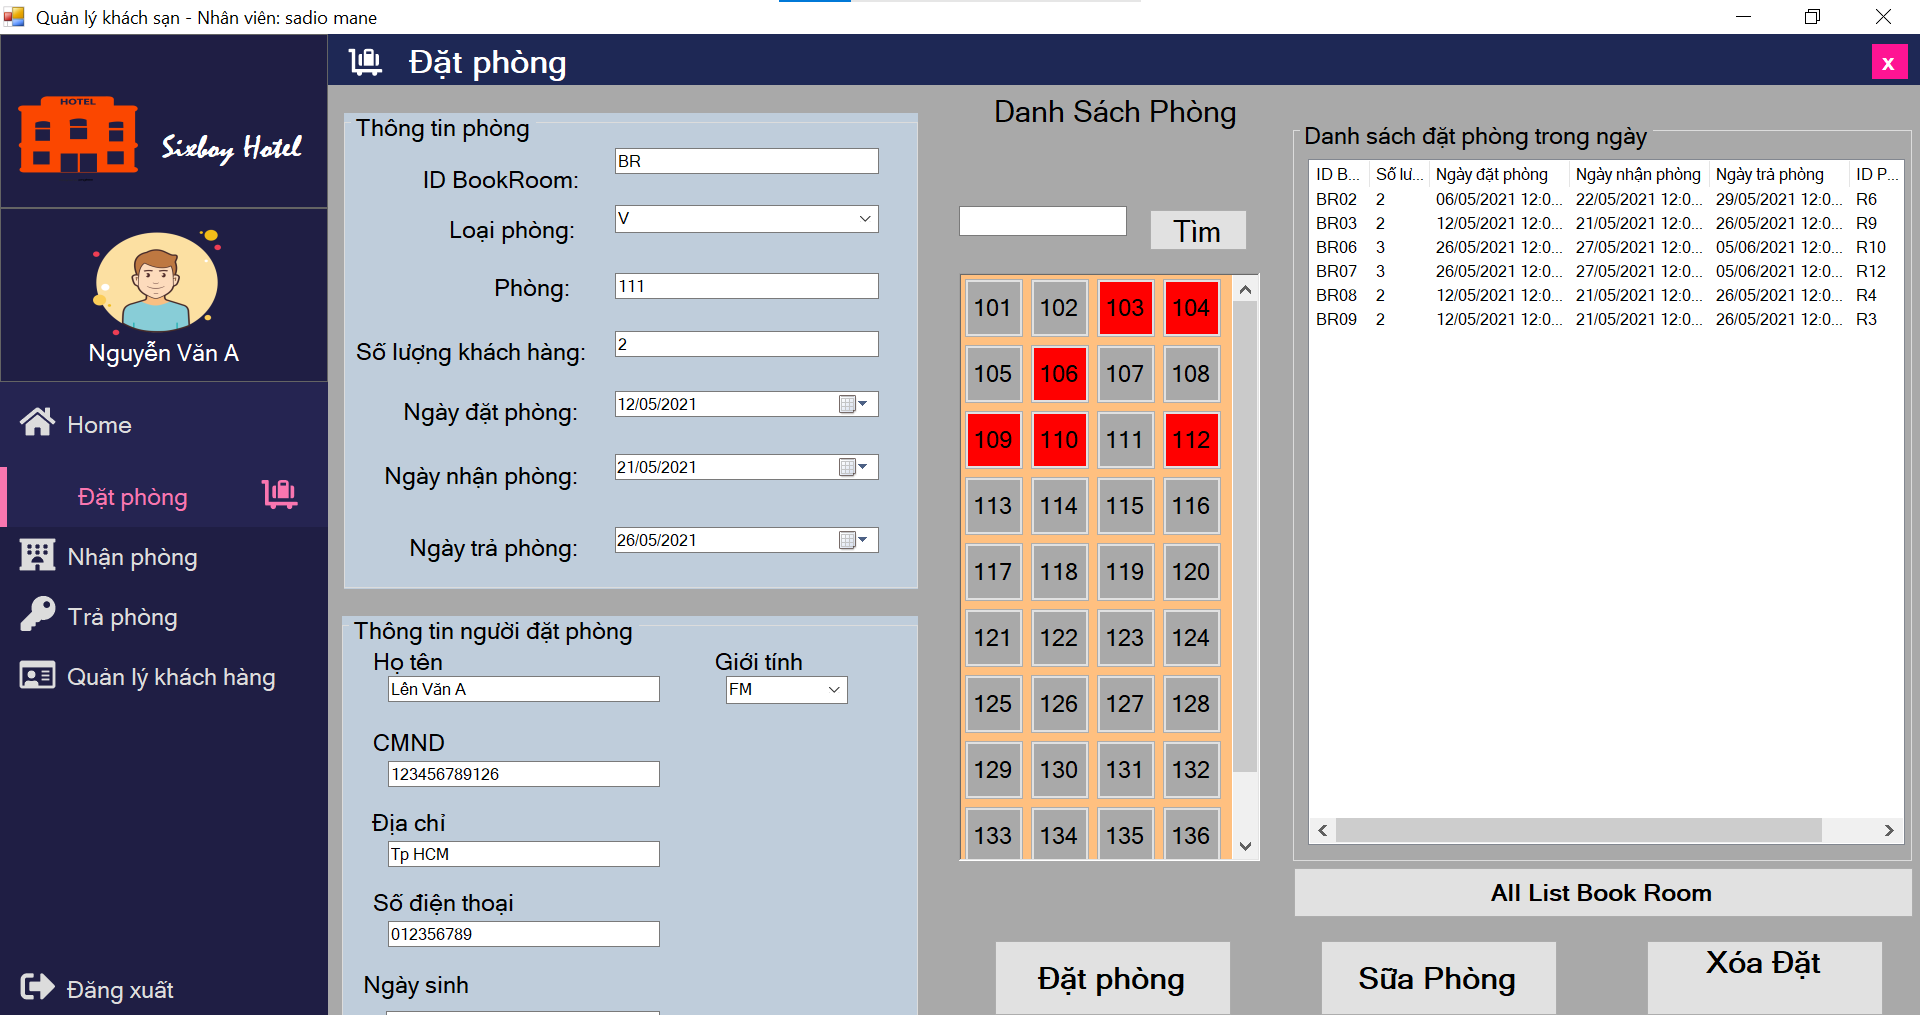 Quản lý khách sạn - Nhân viên: sadio mane
HOTEL
Sixboy Hotel
Nguyễn Văn A
Home
Đặt phòng
Nhận phòng
Trả phòng
Quản lý khách hàng
Đăng xuất
Đặt phòng
x
Thông tin phòng
ID BookRoom:
BR
Loại phòng:
V
Phòng:
111
Số lượng khách hàng:
2
Ngày đặt phòng:
12/05/2021
Ngày nhận phòng:
21/05/2021
Ngày trả phòng:
26/05/2021
Thông tin người đặt phòng
Họ tên
Giới tính
Lên Văn A
FM
CMND
123456789126
Địa chỉ
Tp HCM
Số điện thoại
012356789
Ngày sinh
Danh Sách Phòng
Tìm
101 102 103 104
105 106 107 108
109 110 111 112
113 114 115 116
117 118 119 120
121 122 123 124
125 126 127 128
129 130 131 132
133 134 135 136
Danh sách đặt phòng trong ngày
ID B... Số lư... Ngày đặt phòng Ngày nhận phòng Ngày trả phòng ID P...
BR02 2 06/05/2021 12:0... 22/05/2021 12:0... 29/05/2021 12:0... R6
BR03 2 12/05/2021 12:0... 21/05/2021 12:0... 26/05/2021 12:0... R9
BR06 3 26/05/2021 12:0... 27/05/2021 12:0... 05/06/2021 12:0... R10
BR07 3 26/05/2021 12:0... 27/05/2021 12:0... 05/06/2021 12:0... R12
BR08 2 12/05/2021 12:0... 21/05/2021 12:0... 26/05/2021 12:0... R4
BR09 2 12/05/2021 12:0... 21/05/2021 12:0... 26/05/2021 12:0... R3
All List Book Room
Đặt phòng
Sữa Phòng
Xóa Đặt